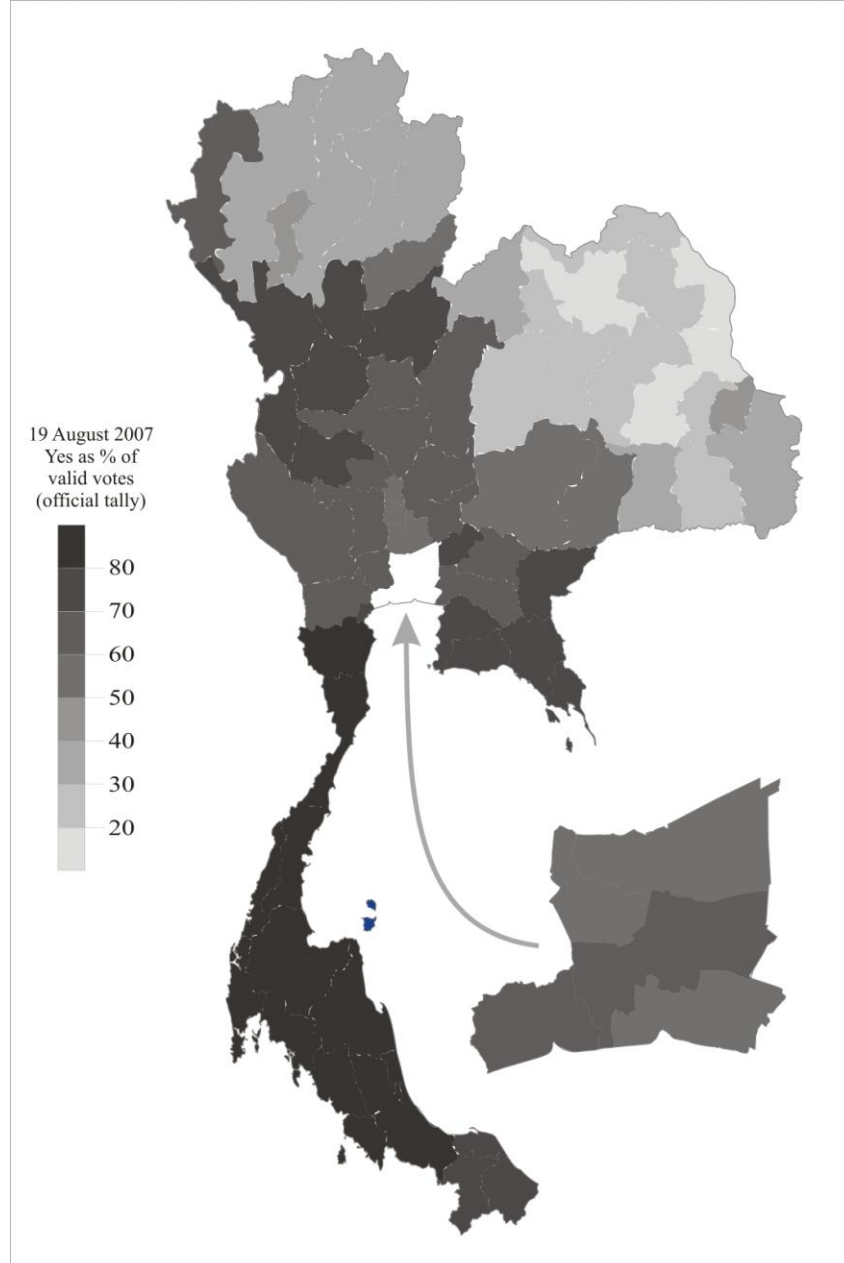 19 August 2007
Yes as % of
valid votes
(official tally)
80
70
60
50
40
30
20